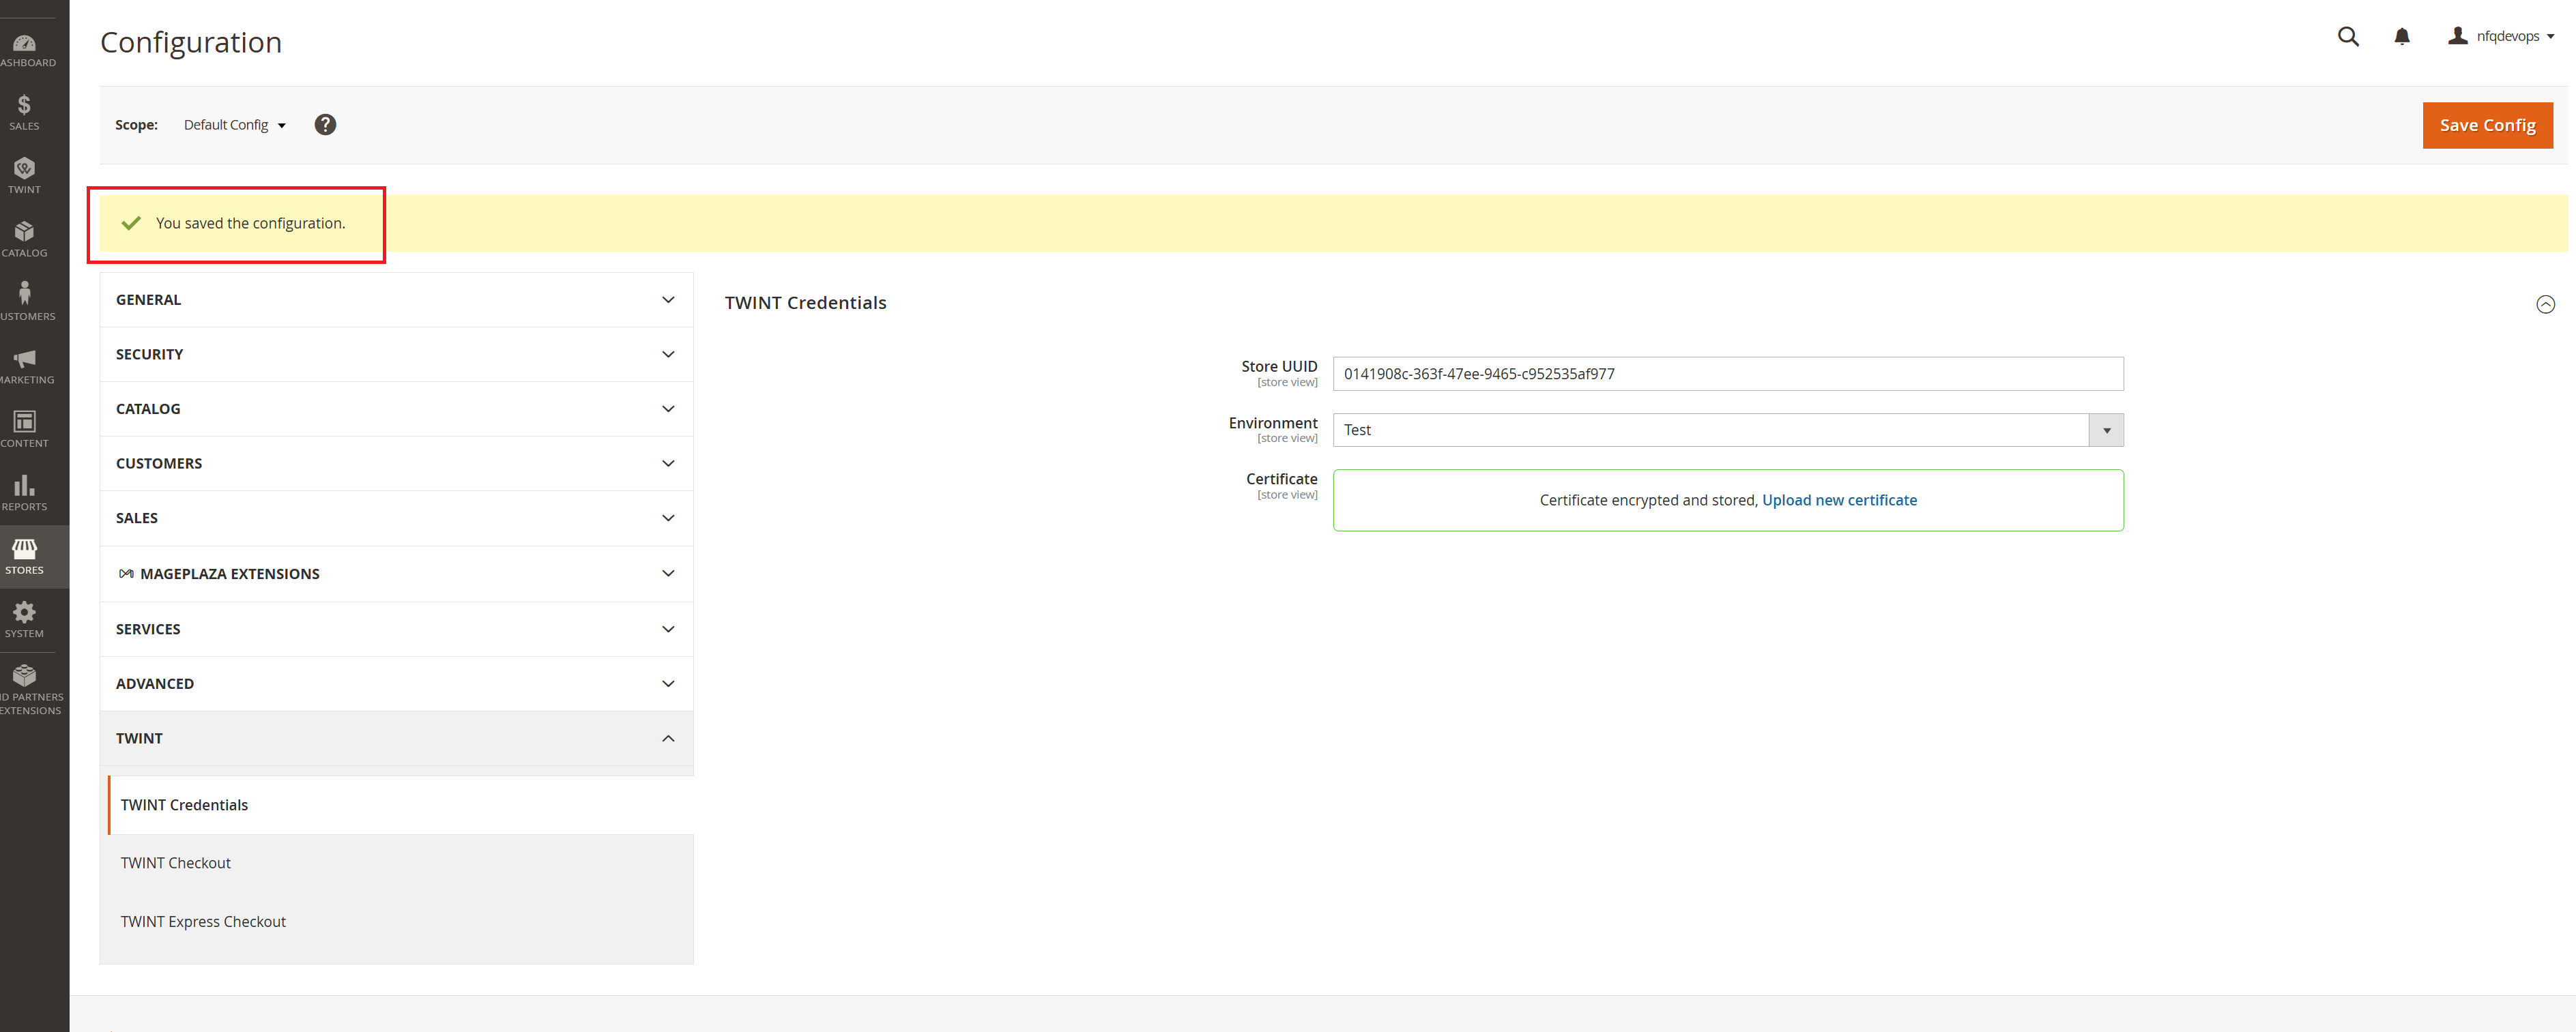 Configuration
nfqdevops
Scope: Default Config ?
Save Config
You saved the configuration.
ASHBOARD
SALES
TWINT
CATALOG
USTOMERS
MARKETING
CONTENT
REPORTS
STORES
SYSTEM
D PARTNERS
EXTENSIONS
GENERAL
SECURITY
CATALOG
CUSTOMERS
SALES
MAGEPLAZA EXTENSIONS
SERVICES
ADVANCED
TWINT
TWINT Credentials
TWINT Checkout
TWINT Express Checkout
TWINT Credentials
Store UUID
[store view]
0141908c-363f-47ee-9465-c952535af977
Environment
[store view]
Test
Certificate
[store view]
Certificate encrypted and stored, Upload new certificate